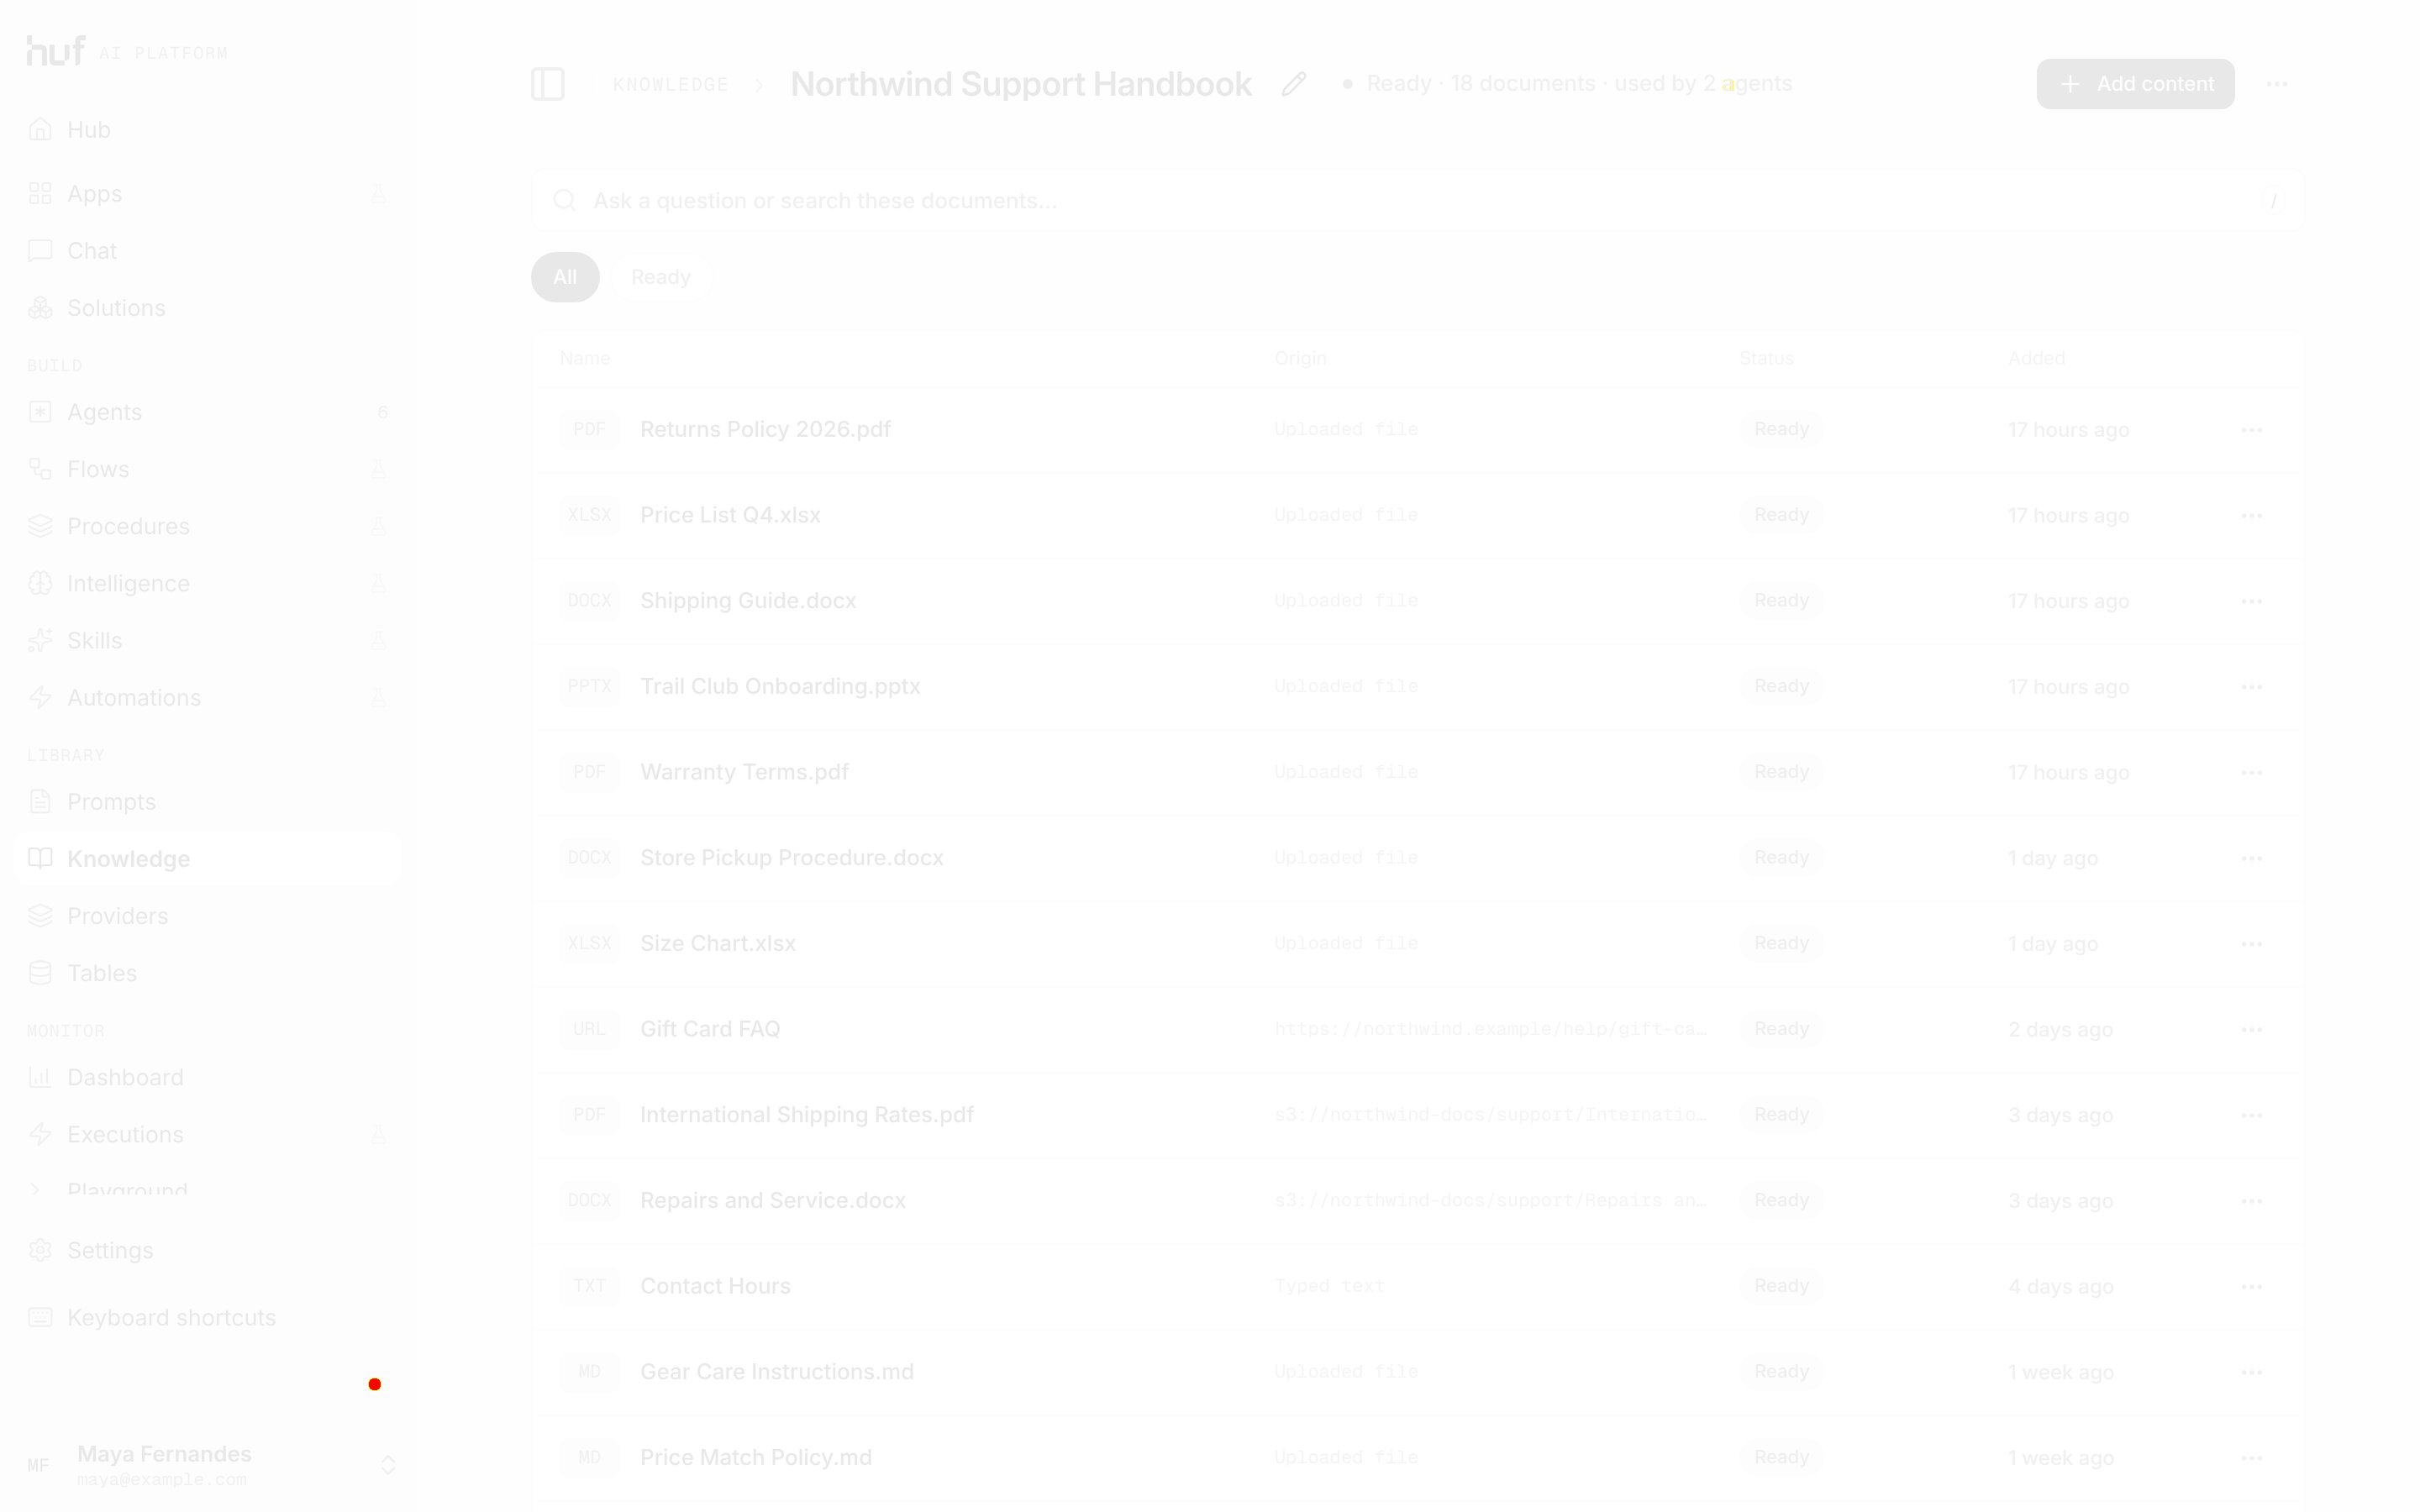 huf AI PLATFORM
Hub
Apps
Chat
Solutions
BUILD
Agents 6
Flows
Procedures
Intelligence
Skills
Automations
LIBRARY
Prompts
Knowledge
Providers
Tables
MONITOR
Dashboard
Executions
Playground
Settings
Keyboard shortcuts
MF Maya Fernandes
maya@example.com
KNOWLEDGE > Northwind Support Handbook Ready · 18 documents · used by 2 agents + Add content
Ask a question or search these documents... /
All Ready
Name Origin Status Added
PDF Returns Policy 2026.pdf Uploaded file Ready 17 hours ago
XLSX Price List Q4.xlsx Uploaded file Ready 17 hours ago
DOCX Shipping Guide.docx Uploaded file Ready 17 hours ago
PPTX Trail Club Onboarding.pptx Uploaded file Ready 17 hours ago
PDF Warranty Terms.pdf Uploaded file Ready 17 hours ago
DOCX Store Pickup Procedure.docx Uploaded file Ready 1 day ago
XLSX Size Chart.xlsx Uploaded file Ready 1 day ago
URL Gift Card FAQ https://northwind.example/help/gift-ca… Ready 2 days ago
PDF International Shipping Rates.pdf s3://northwind-docs/support/Internatio… Ready 3 days ago
DOCX Repairs and Service.docx s3://northwind-docs/support/Repairs an… Ready 3 days ago
TXT Contact Hours Typed text Ready 4 days ago
MD Gear Care Instructions.md Uploaded file Ready 1 week ago
MD Price Match Policy.md Uploaded file Ready 1 week ago